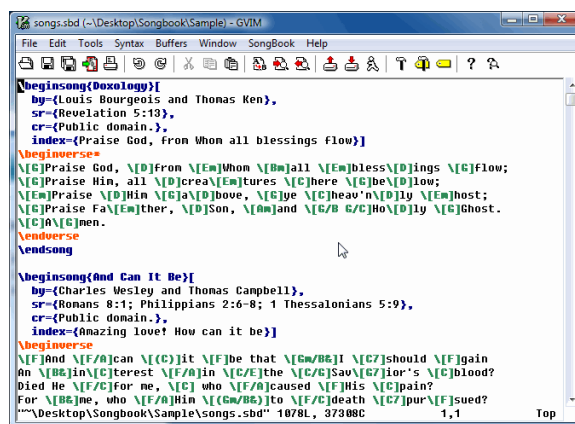 songs.sbd (~\Desktop\Songbook\Sample) - GVIM
File Edit Tools Syntax Buffers Window SongBook Help
\beginsong{Doxology}[
by={Louis Bourgeois and Thomas Ken},
sr={Revelation 5:13},
cr={Public domain.},
index={Praise God, from Whom all blessings flow}]
\beginverse*
\[G]Praise God, \[D]from \[Em]Whom \[Bm]all \[Em]bless\[D]ings \[G]flow;
\[G]Praise Him, all \[D]crea\[Em]tures \[C]here \[G]be\[D]low;
\[Em]Praise \[D]Him \[G]a\[D]bove, \[G]ye \[C]heav'n\[D]ly \[Em]host;
\[G]Praise Fa\[Em]ther, \[D]Son, \[Am]and \[G/B G/C]Ho\[D]ly \[G]Ghost.
\[C]A\[G]men.
\endverse
\endsong
\beginsong{And Can It Be}[
by={Charles Wesley and Thomas Campbell},
sr={Romans 8:1; Philippians 2:6-8; 1 Thessalonians 5:9},
cr={Public domain.},
index={Amazing love! How can it be}]
\beginverse
\[F]And \[F/A]can \[(C)]it \[F]be that \[Gm/B&]I \[C7]should \[F]gain
An \[B&]in\[C]terest \[F/A]in \[C/E]the \[C/G]Sav\[G7]ior's \[C]blood?
Died He \[F/C]for me, \[C] who \[F/A]caused \[F]His \[C]pain?
For \[B&]me, who \[F/A]Him \[(Gm/B&)]to \[F/C]death \[C7]pur\[F]sued?
"~\Desktop\Songbook\Sample\songs.sbd" 1078L, 37308C 1,1 Top